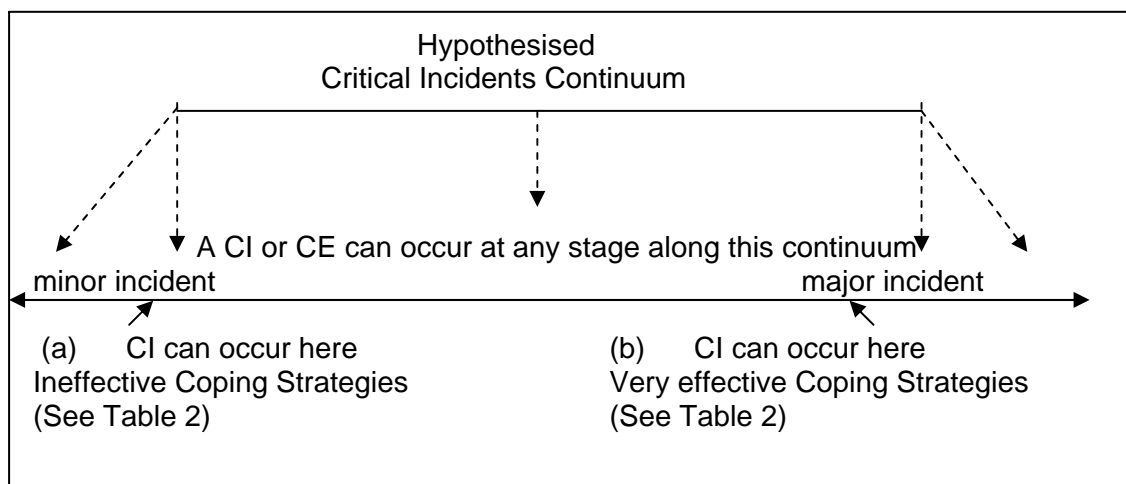 Hypothesised
Critical Incidents Continuum
A CI or CE can occur at any stage along this continuum
minor incident major incident
(a) CI can occur here
Ineffective Coping Strategies
(See Table 2)
(b) CI can occur here
Very effective Coping Strategies
(See Table 2)